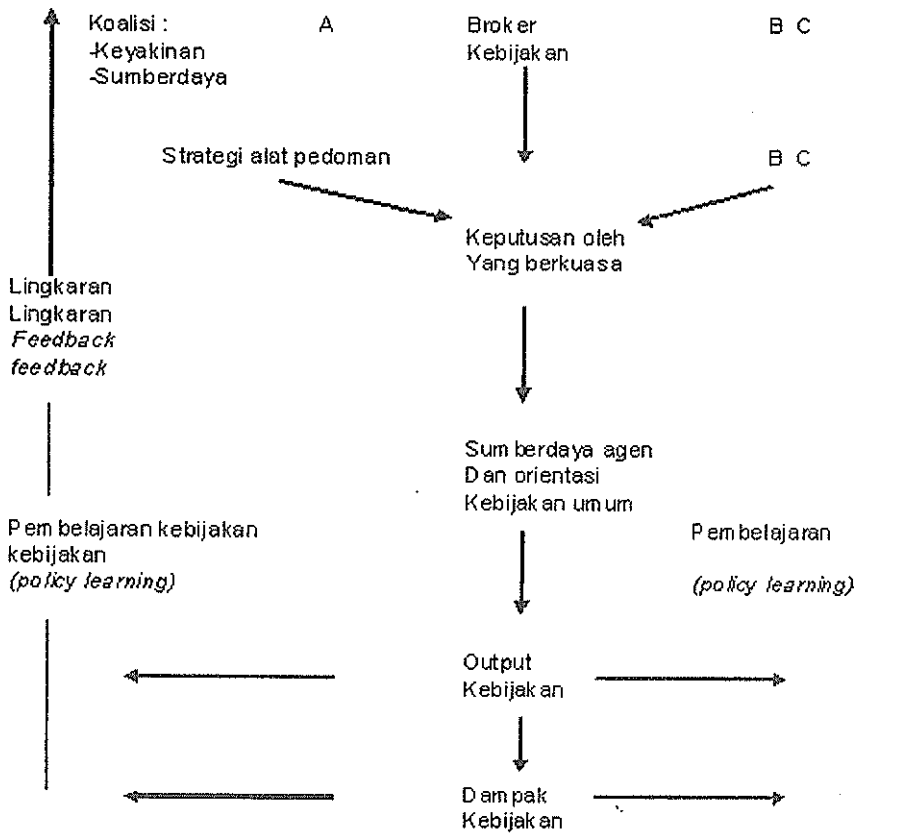 Koalisi :
-Keyakinan
-Sumberdaya
A
Broker
Kebijakan
B C
Strategi alat pedoman
B C
Keputusan oleh
Yang berkuasa
Lingkaran
Lingkaran
Feedback
feedback
Sumberdaya agen
Dan orientasi
Kebijakan umum
Pembelajaran kebijakan
kebijakan
(policy learning)
Pembelajaran
(policy learning)
Output
Kebijakan
Dampak
Kebijakan